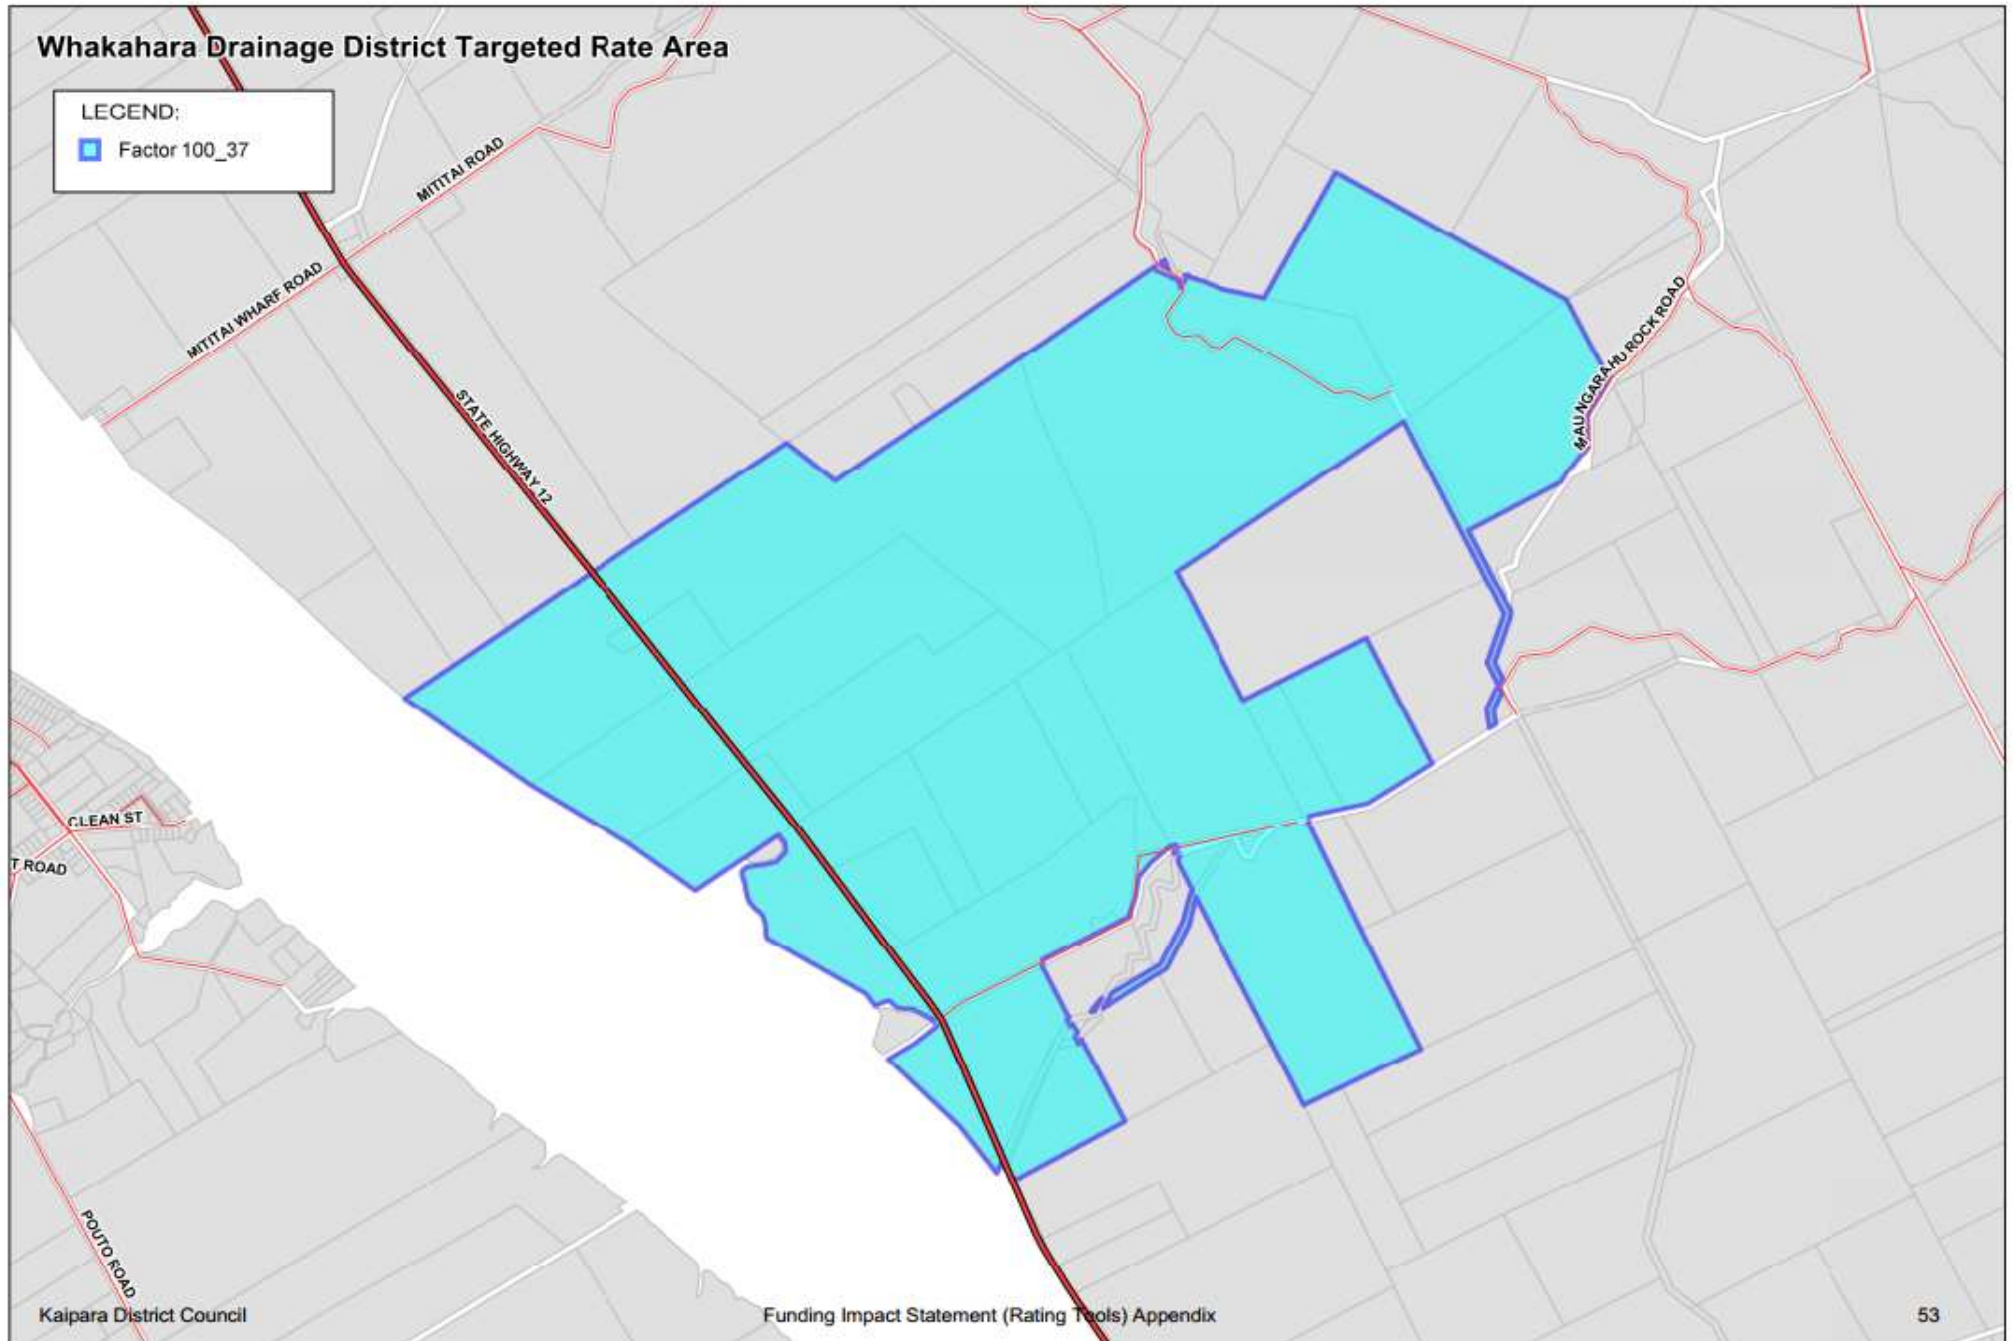 Whakahara Drainage District Targeted Rate Area
LEGEND:
Factor 100_37
MITITAI ROAD
MITITAI WHARF ROAD
STATE HIGHWAY 12
MAUNGARAHU ROCK ROAD
CLEAN ST
T ROAD
POUTO ROAD
Kaipara District Council
Funding Impact Statement (Rating Tools) Appendix
53